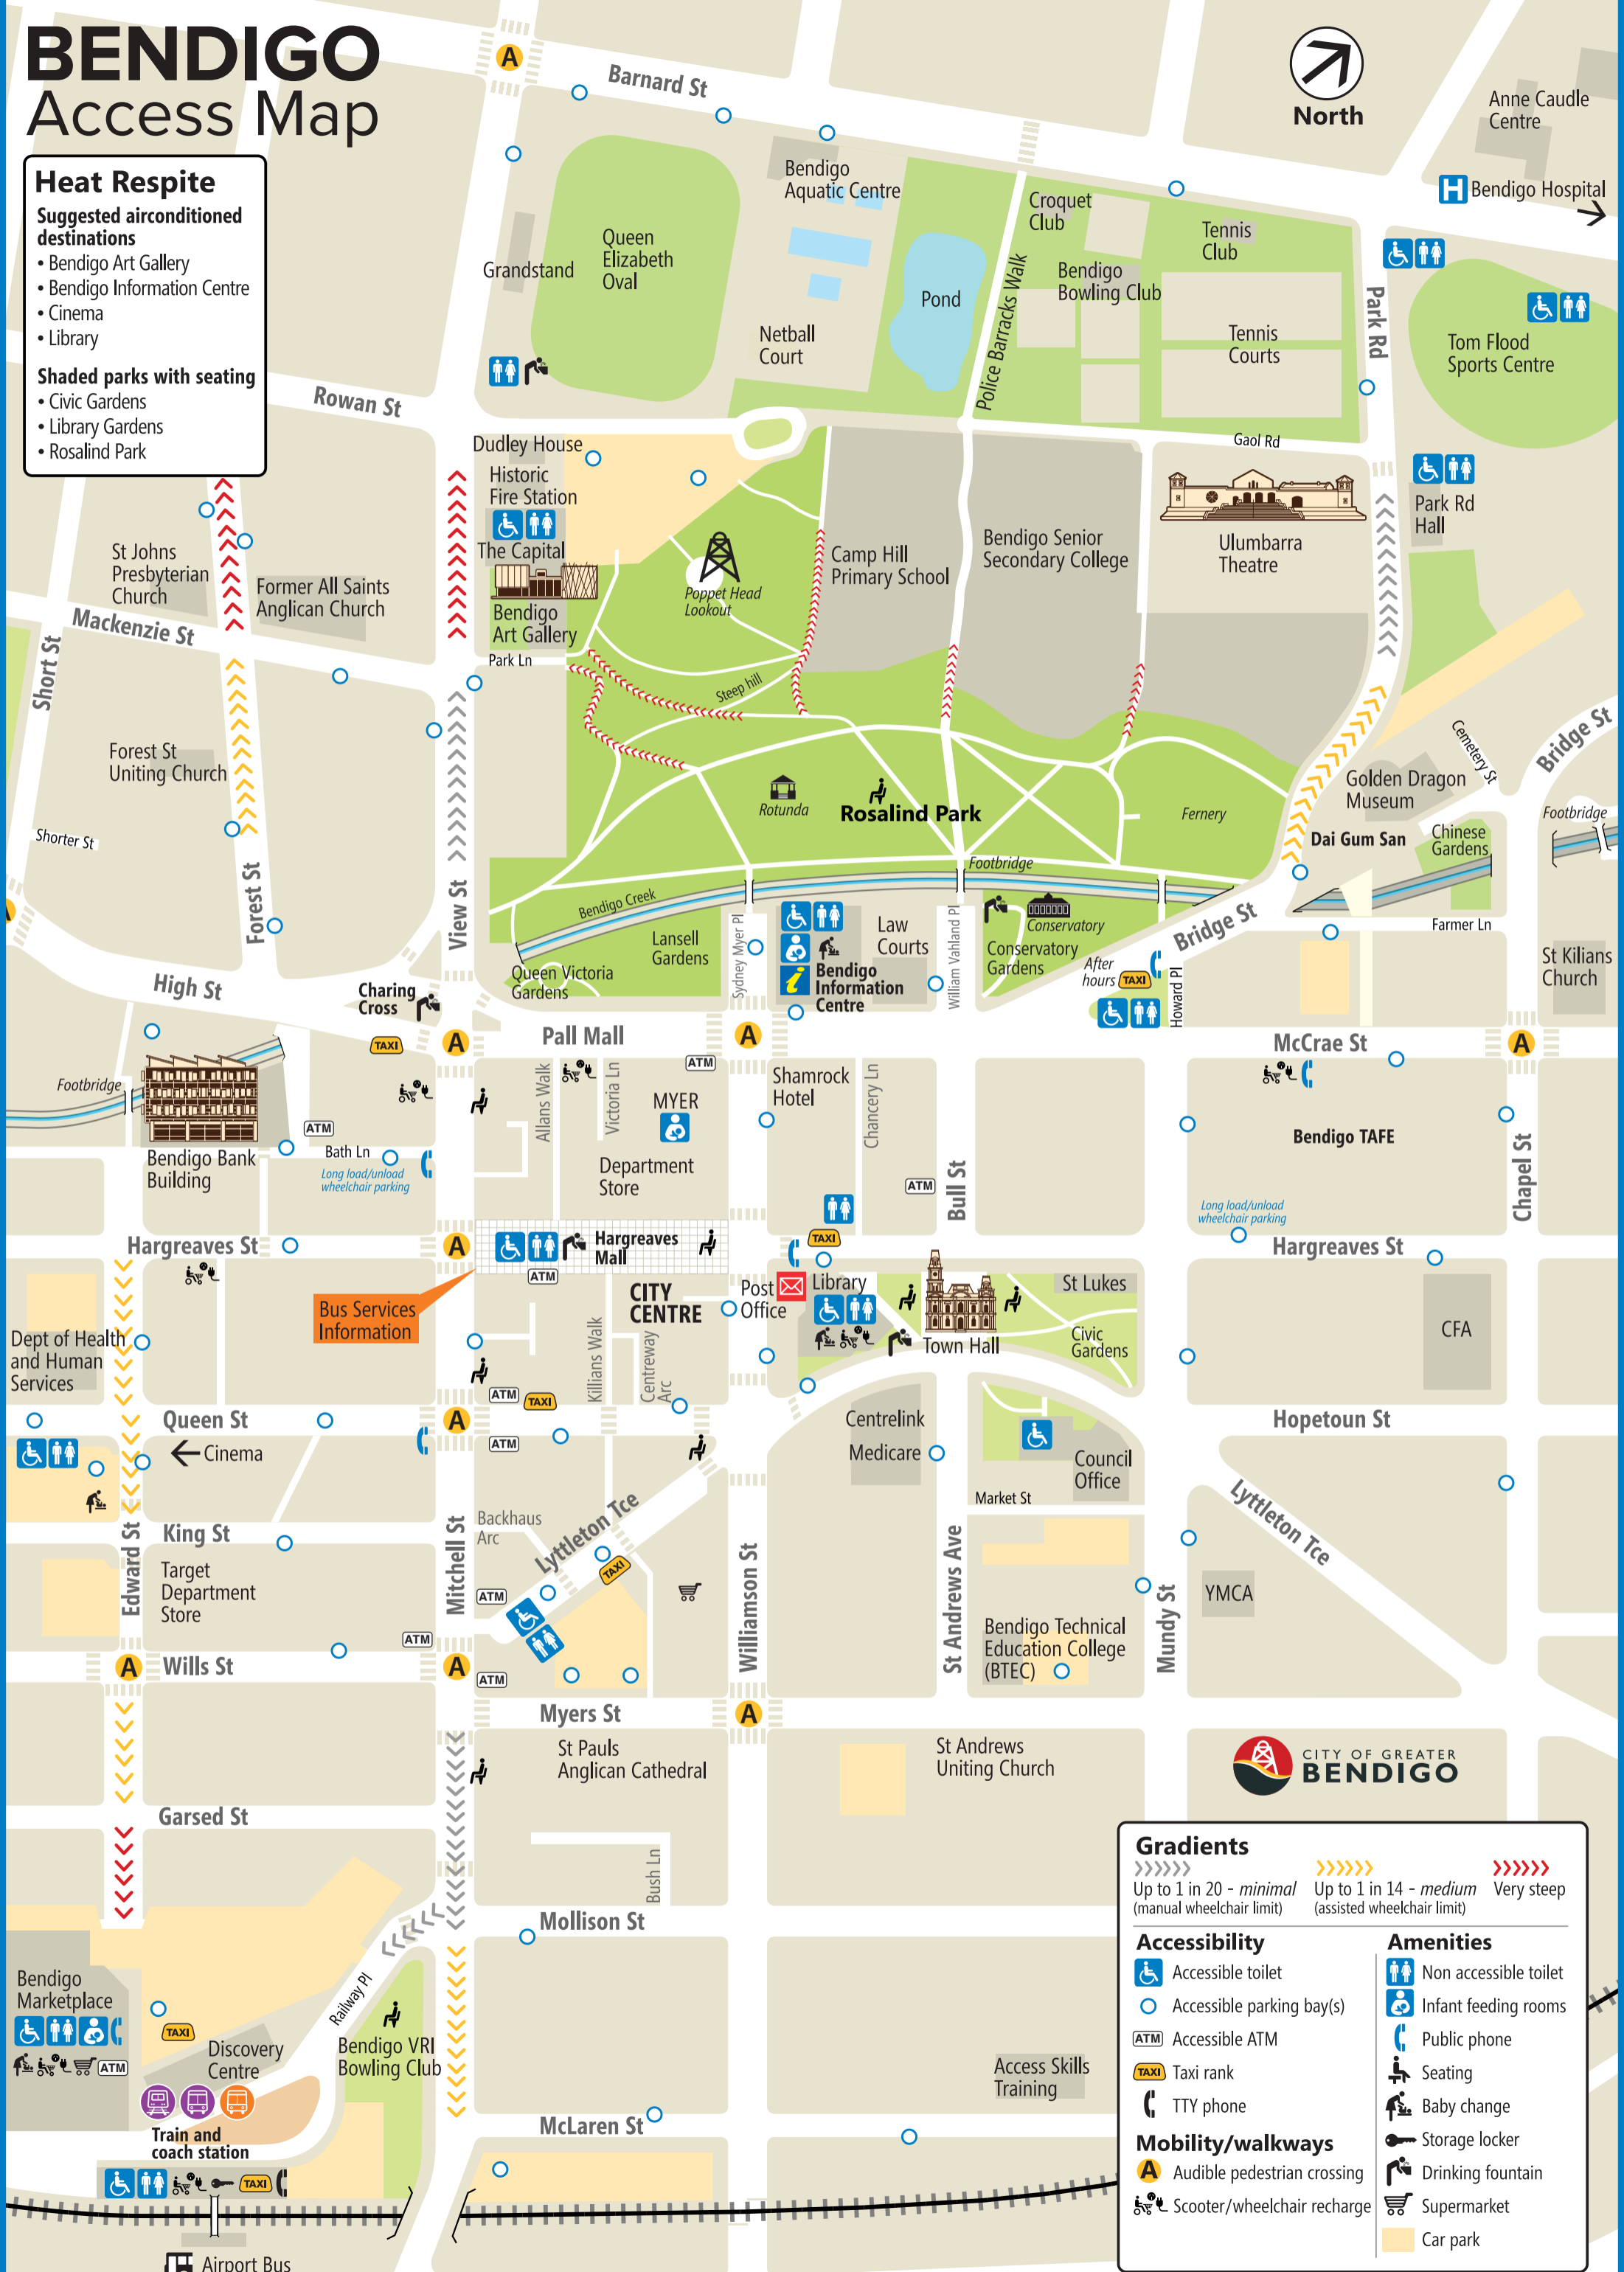 BENDIGO
Access Map
Heat Respite
Suggested airconditioned
destinations
• Bendigo Art Gallery
• Bendigo Information Centre
• Cinema
• Library
Shaded parks with seating
• Civic Gardens
• Library Gardens
• Rosalind Park
A
Barnard St
North
Anne Caudle
Centre
H Bendigo Hospital
Bendigo
Aquatic Centre
Croquet
Club
Tennis
Club
Queen
Elizabeth
Oval
Grandstand
Pond
Police Barracks Walk
Bendigo
Bowling Club
Netball
Court
Tennis
Courts
Park Rd
Tom Flood
Sports Centre
Rowan St
Dudley House
Historic
Fire Station
The Capital
Bendigo
Art Gallery
Park Ln
Gaol Rd
Park Rd
Hall
Ulumbarra
Theatre
St Johns
Presbyterian
Church
Former All Saints
Anglican Church
Poppet Head
Lookout
Camp Hill
Primary School
Bendigo Senior
Secondary College
Mackenzie St
Short St
Steep hill
Forest St
Uniting Church
Shorter St
Forest St
View St
Rotunda
Rosalind Park
Fernery
Golden Dragon
Museum
Cemetery St
Bridge St
Footbridge
Dai Gum San
Chinese
Gardens
Footbridge
Bendigo Creek
Lansell
Gardens
Queen Victoria
Gardens
Sydney Myer Pl
Law
Courts
i Bendigo
Information
Centre
William Vahland Pl
Conservatory
Conservatory
Gardens
Bridge St
After
hours TAXI
Howard Pl
Farmer Ln
St Kilians
Church
High St
Charing
Cross
TAXI
A
Pall Mall
A
McCrae St
A
A
Footbridge
Bendigo Bank
Building
ATM
Bath Ln
Long load/unload
wheelchair parking
Allans Walk
Victoria Ln
ATM
MYER
Department
Store
Shamrock
Hotel
Chancery Ln
ATM
Bull St
Bendigo TAFE
Chapel St
Long load/unload
wheelchair parking
Hargreaves St
A
Hargreaves
Mall
ATM
TAXI
Hargreaves St
Bus Services
Information
CITY
CENTRE
Post
Office
Library
Town Hall
St Lukes
Civic
Gardens
CFA
Dept of Health
and Human
Services
Killians Walk
Centreway
Arc
ATM
TAXI
Queen St
A
ATM
Cinema
Centrelink
Medicare
Council
Office
Market St
Hopetoun St
Lyttleton Tce
King St
Edward St
Target
Department
Store
Mitchell St
Backhaus
Arc
Lyttleton Tce
TAXI
ATM
ATM
Williamson St
St Andrews Ave
Bendigo Technical
Education College
(BTEC)
Mundy St
YMCA
A
Wills St
A
ATM
Myers St
A
St Pauls
Anglican Cathedral
St Andrews
Uniting Church
CITY OF GREATER
BENDIGO
Garsed St
Bush Ln
Mollison St
Bendigo
Marketplace
ATM
TAXI
Discovery
Centre
Railway Pl
Bendigo VRI
Bowling Club
Train and
coach station
TAXI
Airport Bus
McLaren St
Access Skills
Training
Gradients
Up to 1 in 20 - minimal
(manual wheelchair limit)
Up to 1 in 14 - medium
(assisted wheelchair limit)
Very steep
Accessibility
Accessible toilet
Accessible parking bay(s)
ATM Accessible ATM
TAXI Taxi rank
TTY phone
Mobility/walkways
A Audible pedestrian crossing
Scooter/wheelchair recharge
Amenities
Non accessible toilet
Infant feeding rooms
Public phone
Seating
Baby change
Storage locker
Drinking fountain
Supermarket
Car park